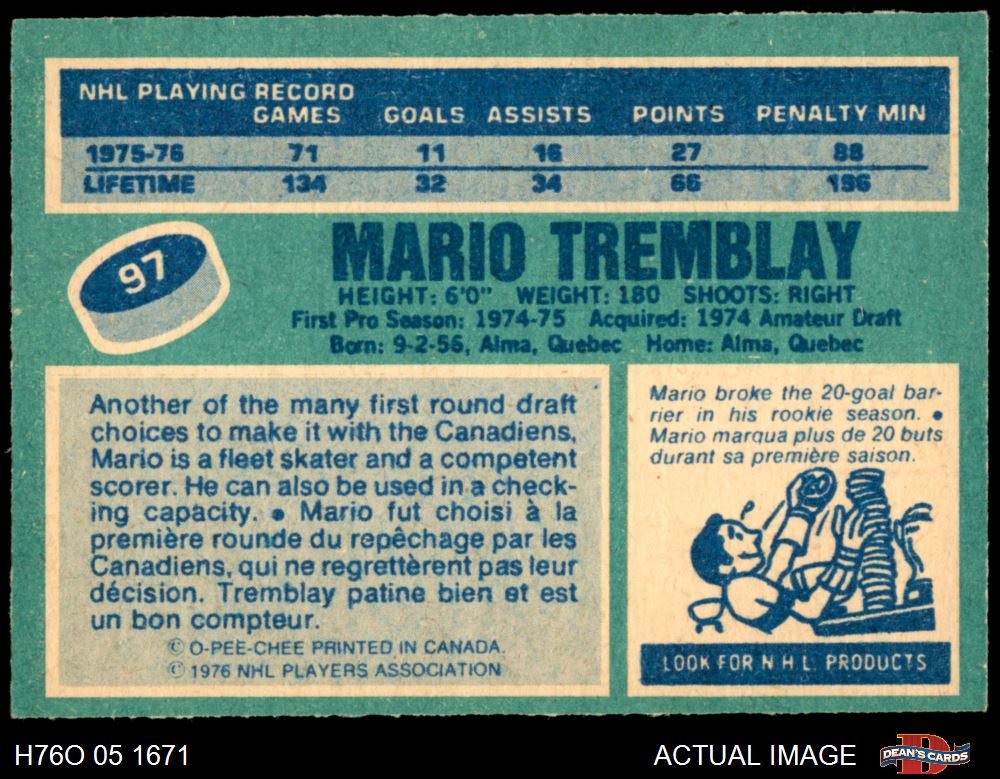 NHL PLAYING RECORD
GAMES GOALS ASSISTS POINTS PENALTY MIN
1975-76 71 11 16 27 88
LIFETIME 134 32 34 66 196
97
MARIO TREMBLAY
HEIGHT: 6'0" WEIGHT: 180 SHOOTS: RIGHT
First Pro Season: 1974-75 Acquired: 1974 Amateur Draft
Born: 9-2-56, Alma, Quebec Home: Alma, Quebec
Another of the many first round draft
choices to make it with the Canadiens,
Mario is a fleet skater and a competent
scorer. He can also be used in a check-
ing capacity. • Mario fut choisi à la
première rounde du repêchage par les
Canadiens, qui ne regrettèrent pas leur
décision. Tremblay patine bien et est
un bon compteur.
© O-PEE-CHEE PRINTED IN CANADA.
© 1976 NHL PLAYERS ASSOCIATION
Mario broke the 20-goal bar-
rier in his rookie season. •
Mario marqua plus de 20 buts
durant sa première saison.
20
LOOK FOR N H L PRODUCTS
H76O 05 1671 ACTUAL IMAGE DEAN'S CARDS